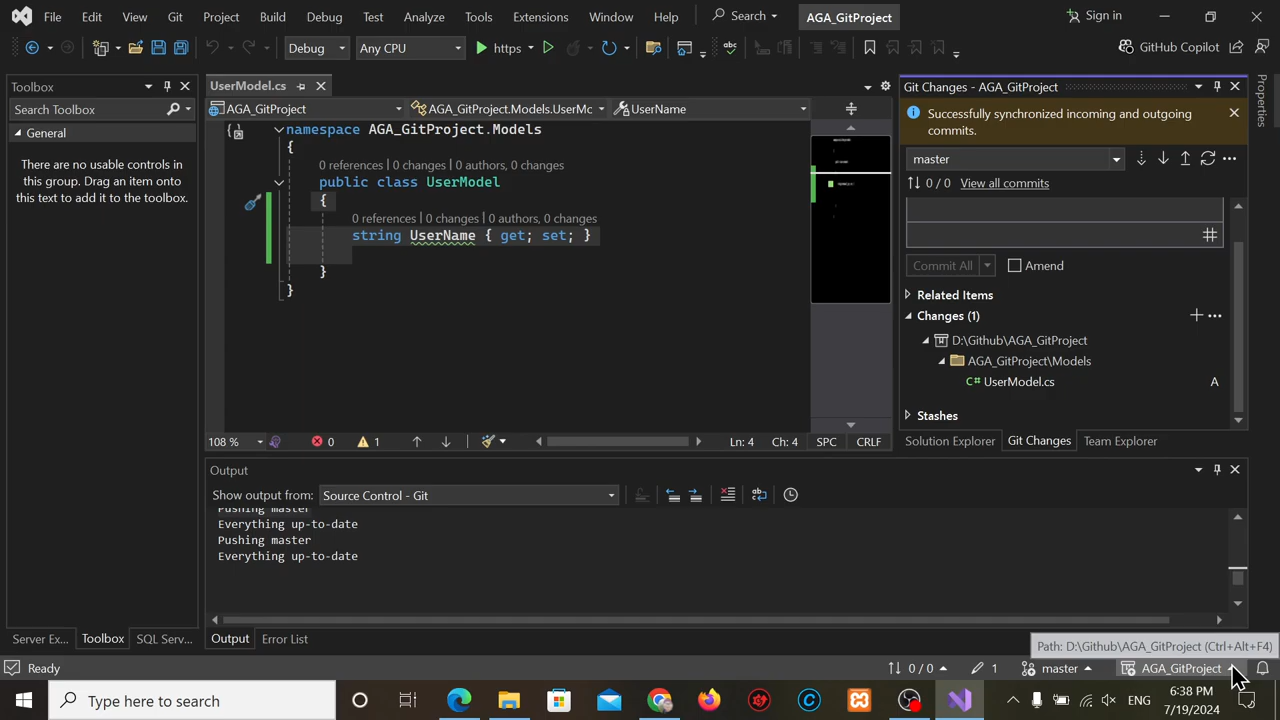 File Edit View Git Project Build Debug Test Analyze Tools Extensions Window Help Search AGA_GitProject Sign in
Debug Any CPU https GitHub Copilot
Toolbox
Search Toolbox
General
There are no usable controls in
this group. Drag an item onto
this text to add it to the toolbox.
UserModel.cs
AGA_GitProject AGA_GitProject.Models.UserMc UserName
namespace AGA_GitProject.Models
{
0 references | 0 changes | 0 authors, 0 changes
public class UserModel
{
0 references | 0 changes | 0 authors, 0 changes
string UserName { get; set; }
}
}
108 % 0 1 Ln: 4 Ch: 4 SPC CRLF
Git Changes - AGA_GitProject
Successfully synchronized incoming and outgoing
commits.
master
0 / 0 View all commits
Commit All Amend
Related Items
Changes (1)
D:\Github\AGA_GitProject
AGA_GitProject\Models
C# UserModel.cs A
Stashes
Solution Explorer Git Changes Team Explorer
Properties
Output
Show output from: Source Control - Git
Pushing master
Everything up-to-date
Pushing master
Everything up-to-date
Server Ex... Toolbox SQL Serv... Output Error List
Path: D:\Github\AGA_GitProject (Ctrl+Alt+F4)
Ready 0 / 0 1 master AGA_GitProject
Type here to search ENG 6:38 PM
7/19/2024